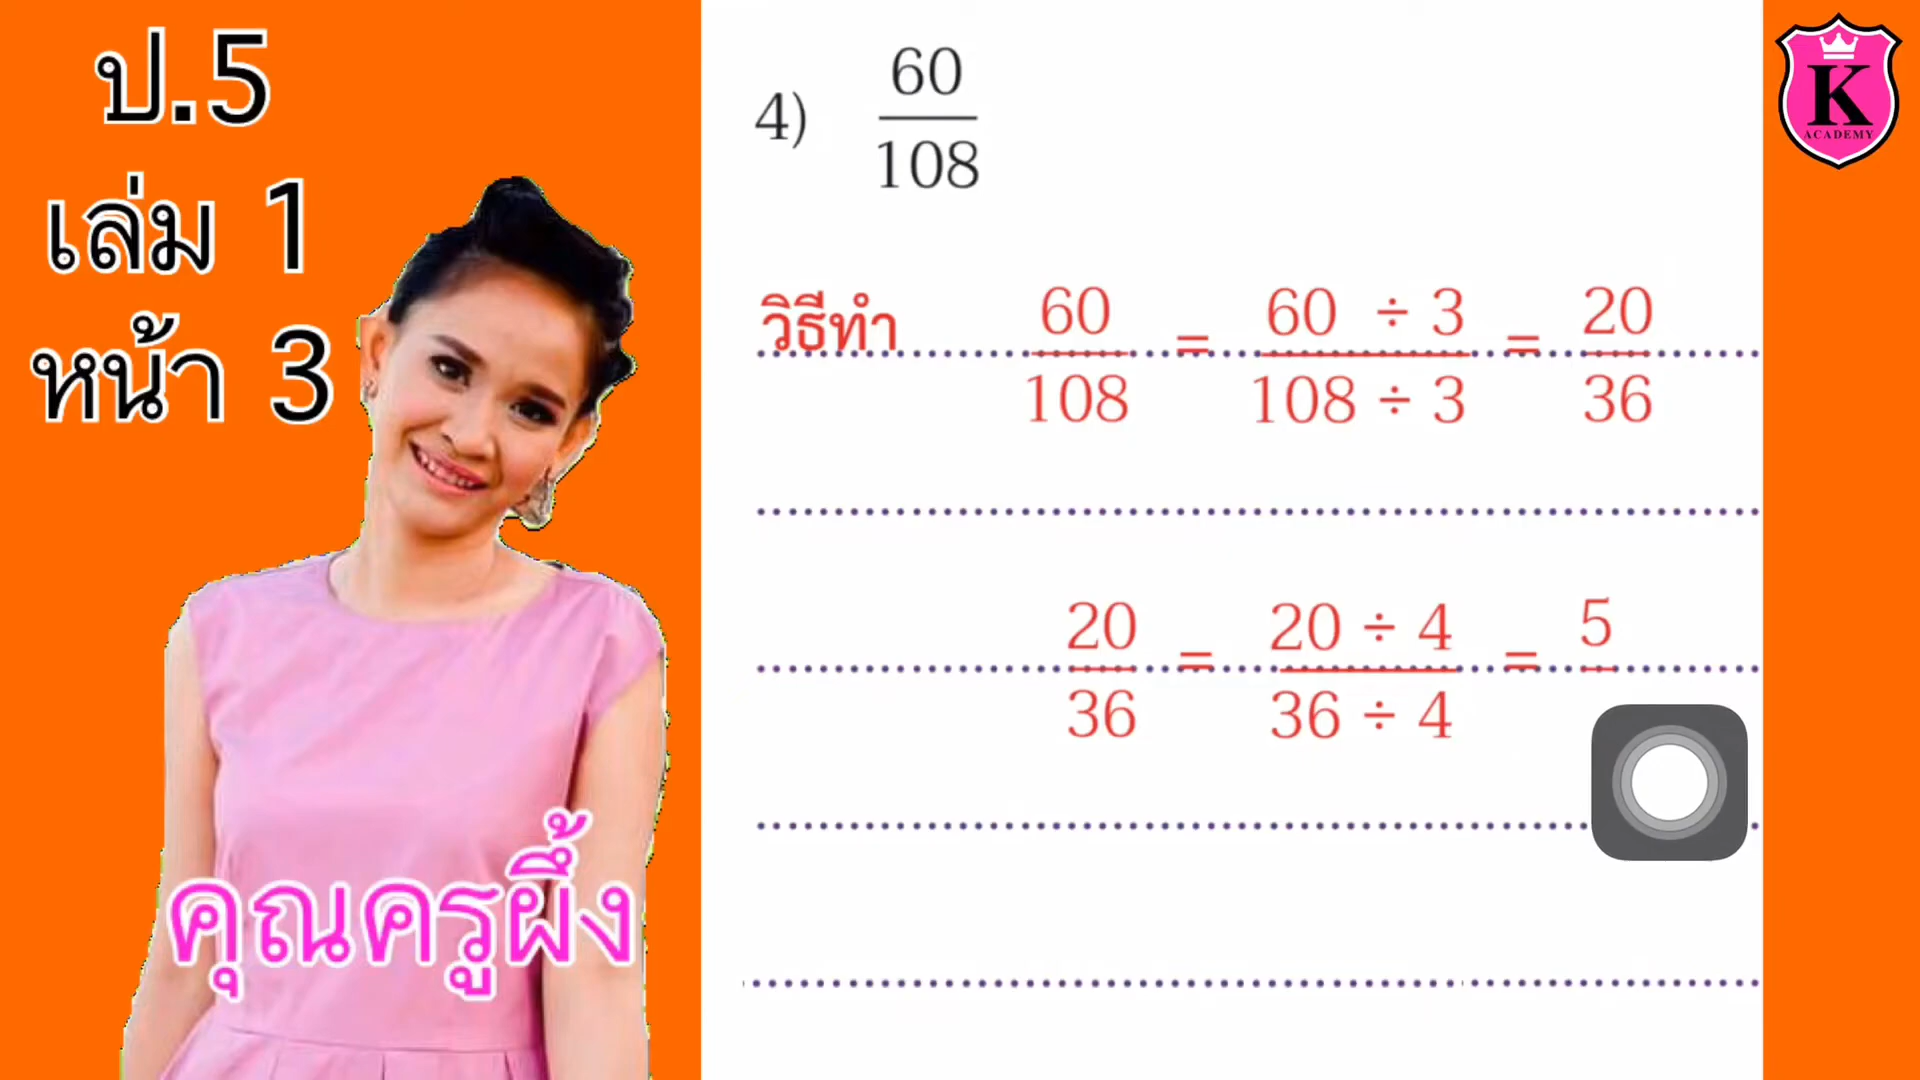 ป.5
เล่ม 1
หน้า 3
คุณครูผึ้ง
4) 60/108
วิธีทำ 60/108 = 60 ÷ 3/108 ÷ 3 = 20/36
20/36 = 20 ÷ 4/36 ÷ 4 = 5
K
ACADEMY